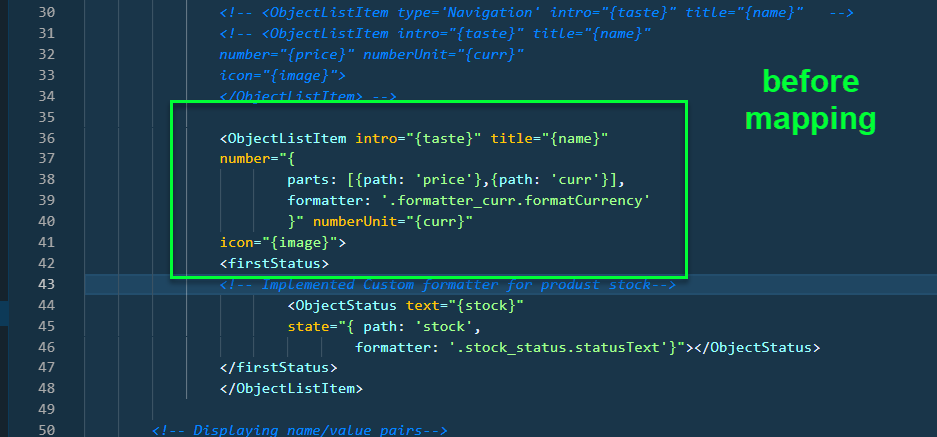 30 <!-- <ObjectListItem type='Navigation' intro="{taste}" title="{name}" -->
31 <!-- <ObjectListItem intro="{taste}" title="{name}"
32 number="{price}" numberUnit="{curr}"
33 icon="{image}">
34 </ObjectListItem> -->
35
36 <ObjectListItem intro="{taste}" title="{name}"
37 number="{
38 parts: [{path: 'price'},{path: 'curr'}],
39 formatter: '.formatter_curr.formatCurrency'
40 }" numberUnit="{curr}"
41 icon="{image}">
42 <firstStatus>
43 <!-- Implemented Custom formatter for produst stock-->
44 <ObjectStatus text="{stock}"
45 state="{ path: 'stock',
46 formatter: '.stock_status.statusText'}"></ObjectStatus>
47 </firstStatus>
48 </ObjectListItem>
49
50 <!-- Displaying name/value pairs-->
before
mapping